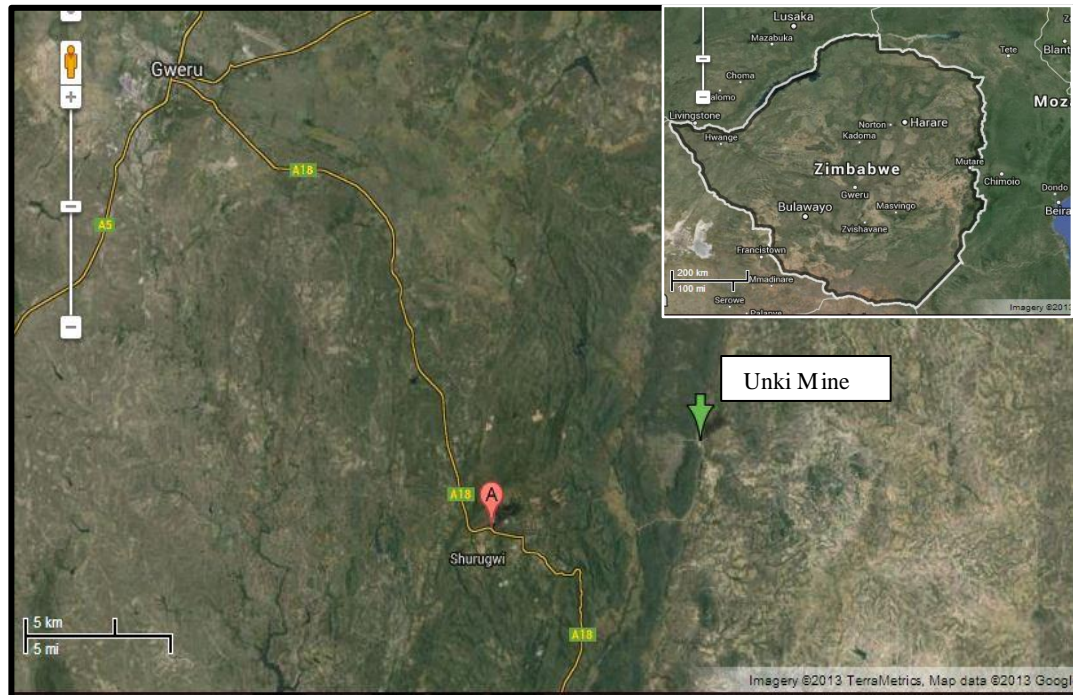 Gweru
A18
A5
A18
A
Shurugwi
A18
5 km
5 mi
Unki Mine
Imagery ©2013 TerraMetrics, Map data ©2013 Googl
Lusaka
Mazabuka
Tete
Blant
Choma
alomo
Moz
Livingstone
Hwange
Norton
Harare
Kadoma
Mutare
Zimbabwe
Chimoio
Gweru
Dondo
Bulawayo
Masvingo
Beira
Zvishavane
Francistown
200 km
100 mi
Mmadinare
Serowe
Palapye
Imagery ©2013